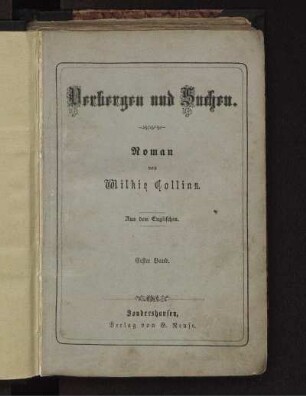 Verbergen und Suchen.
Roman
von
Wilkie Collins.
Aus dem Englischen.
Erster Band.
Sondershausen,
Verlag von G. Neuse.